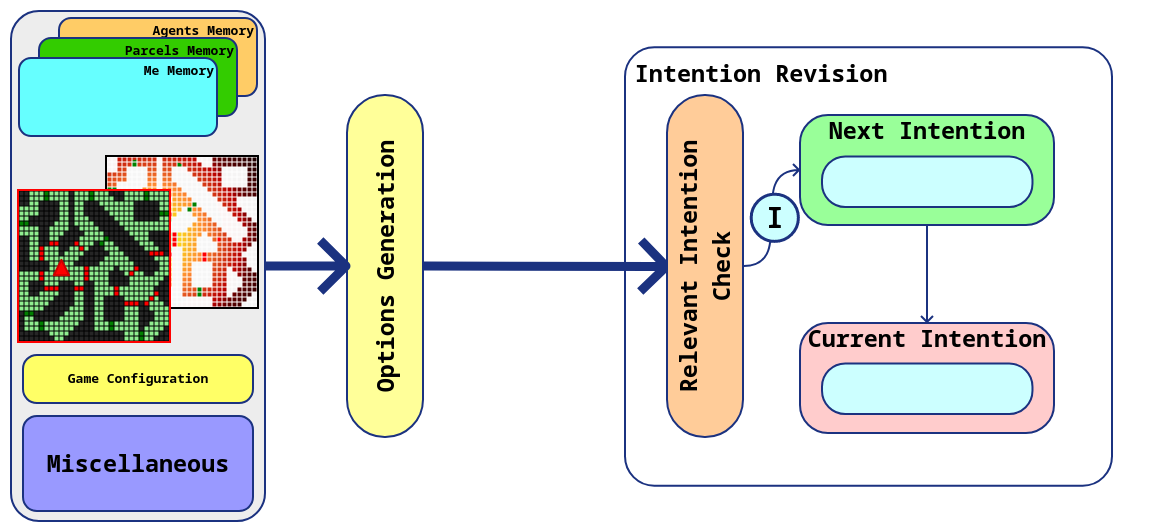 Agents Memory
Parcels Memory
Me Memory
Game Configuration
Miscellaneous
Options Generation
Intention Revision
Relevant Intention
Check
I
Next Intention
Current Intention